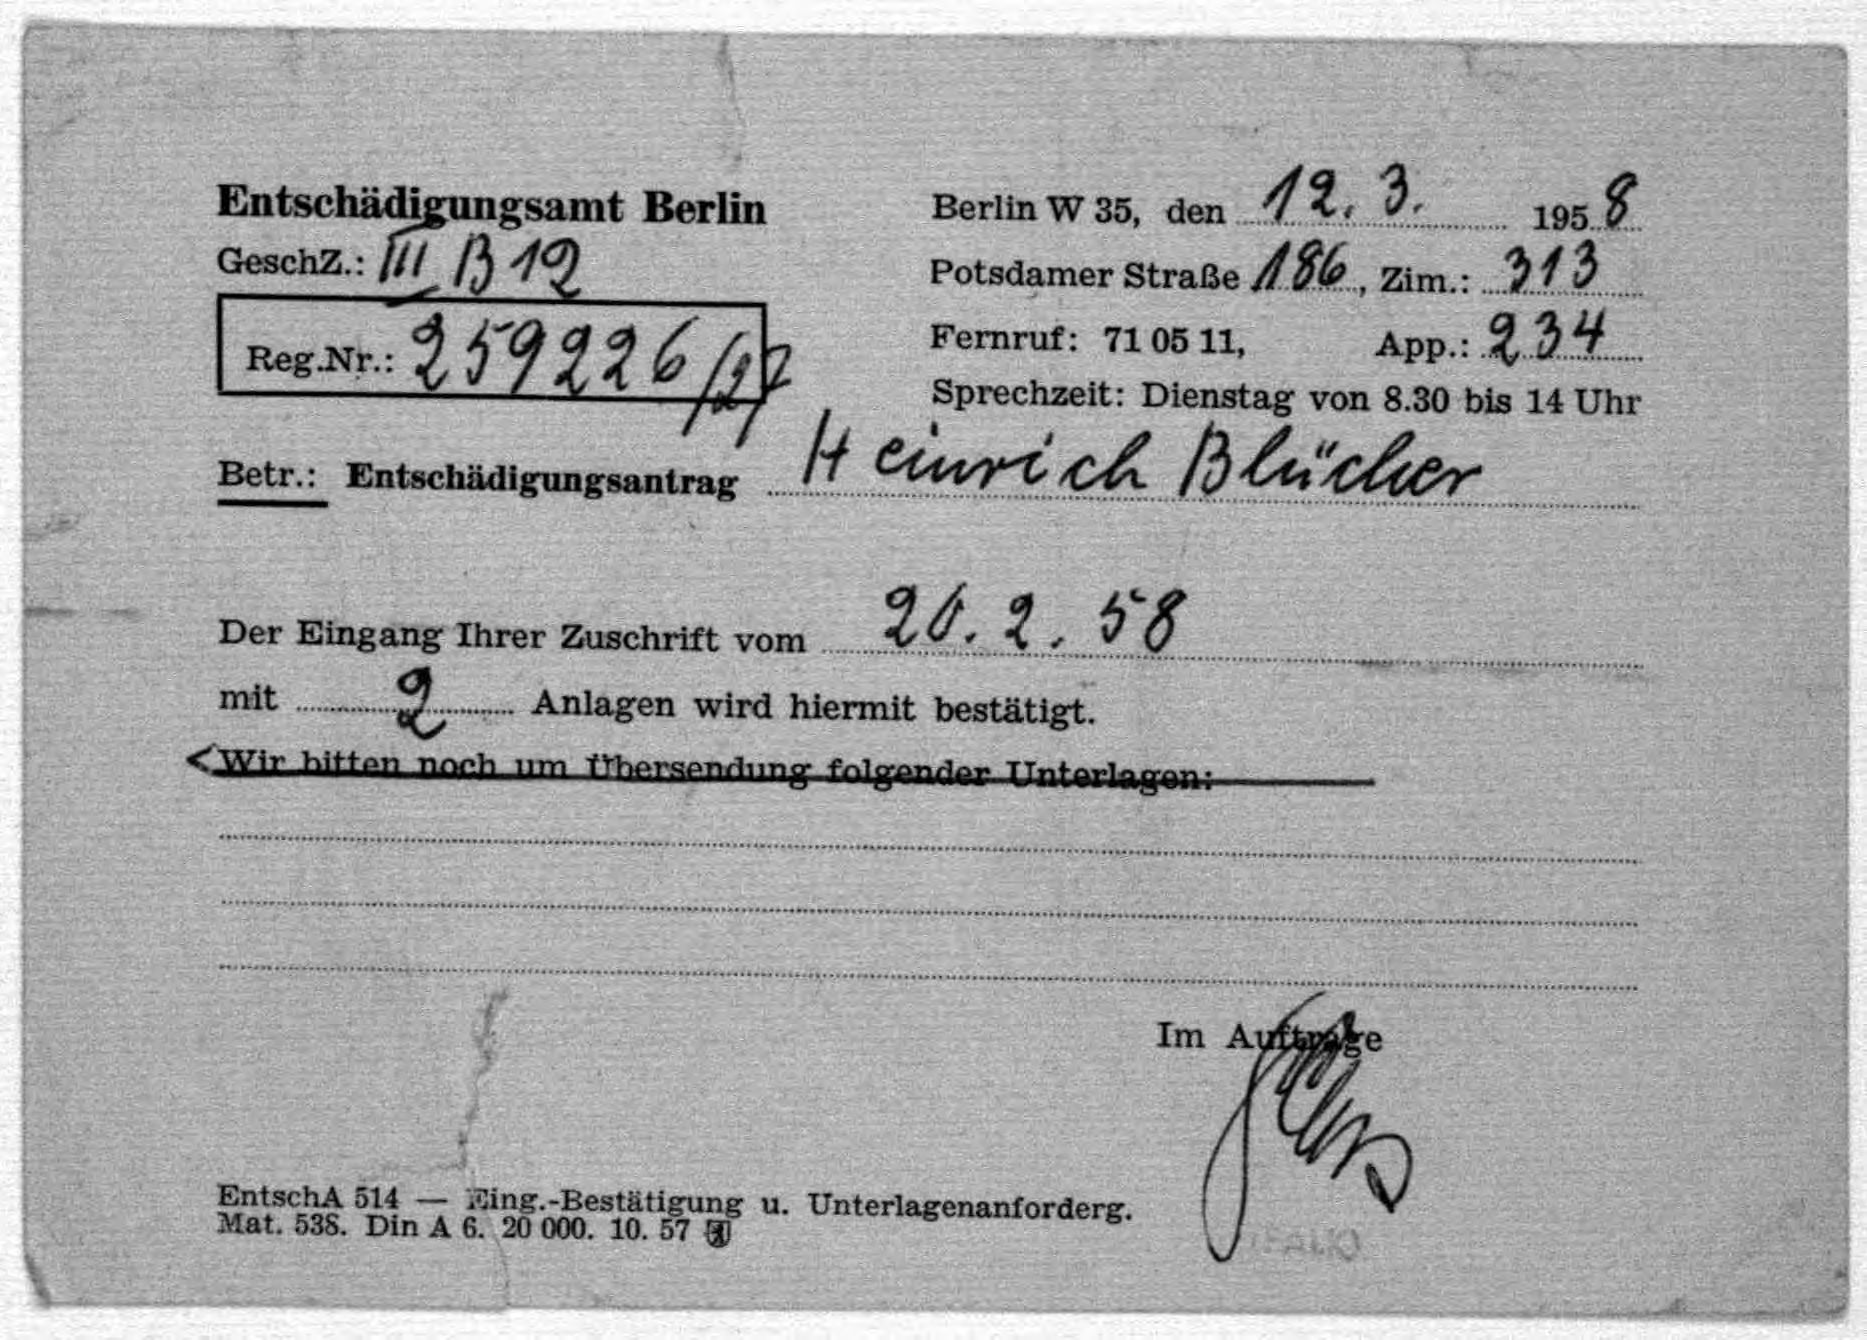 Entschädigungsamt Berlin
GeschZ.: III B 12
Reg.Nr.: 259226/27
Berlin W 35, den 12. 3. 1958
Potsdamer Straße 186, Zim.: 313
Fernruf: 71 05 11, App.: 234
Sprechzeit: Dienstag von 8.30 bis 14 Uhr
Betr.: Entschädigungsantrag Heinrich Blücher
Der Eingang Ihrer Zuschrift vom 20. 2. 58
mit 2 Anlagen wird hiermit bestätigt.
Wir bitten noch um Übersendung folgender Unterlagen:
Im Auftrage
EntschA 514 — Eing.-Bestätigung u. Unterlagenanforderg.
Mat. 538. Din A 6. 20 000. 10. 57